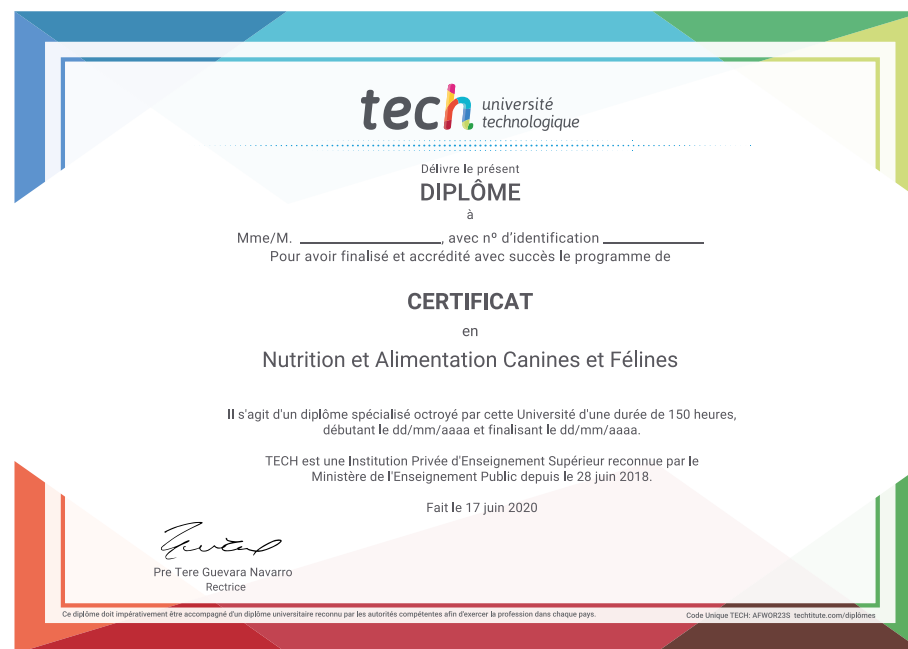 tech université
technologique
Délivre le présent
DIPLÔME
à
Mme/M. ____________________, avec nº d'identification ______________
Pour avoir finalisé et accrédité avec succès le programme de
CERTIFICAT
en
Nutrition et Alimentation Canines et Félines
Il s'agit d'un diplôme spécialisé octroyé par cette Université d'une durée de 150 heures,
débutant le dd/mm/aaaa et finalisant le dd/mm/aaaa.
TECH est une Institution Privée d'Enseignement Supérieur reconnue par le
Ministère de l'Enseignement Public depuis le 28 juin 2018.
Fait le 17 juin 2020
Pre Tere Guevara Navarro
Rectrice
Ce diplôme doit impérativement être accompagné d'un diplôme universitaire reconnu par les autorités compétentes afin d'exercer la profession dans chaque pays.
Code Unique TECH: AFWOR23S techtitute.com/diplômes